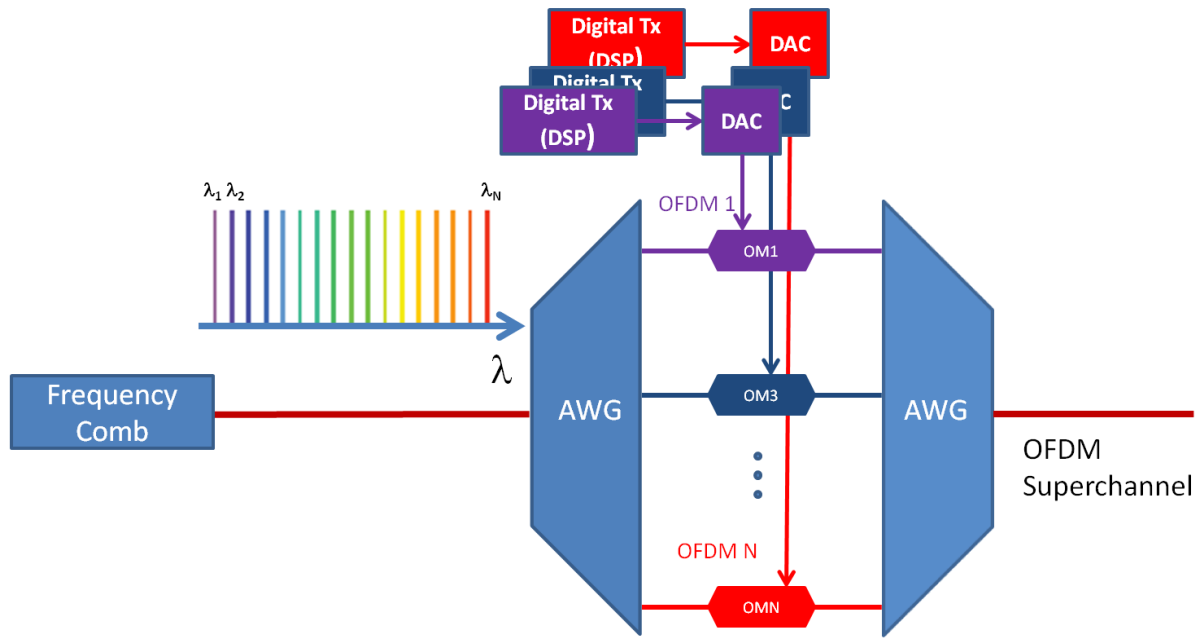 Digital Tx
(DSP)
DAC
Digital Tx
C
Digital Tx
(DSP)
DAC
λ1 λ2
λN
OFDM 1
OM1
λ
Frequency
Comb
AWG
OM3
AWG
OFDM
Superchannel
OFDM N
OMN